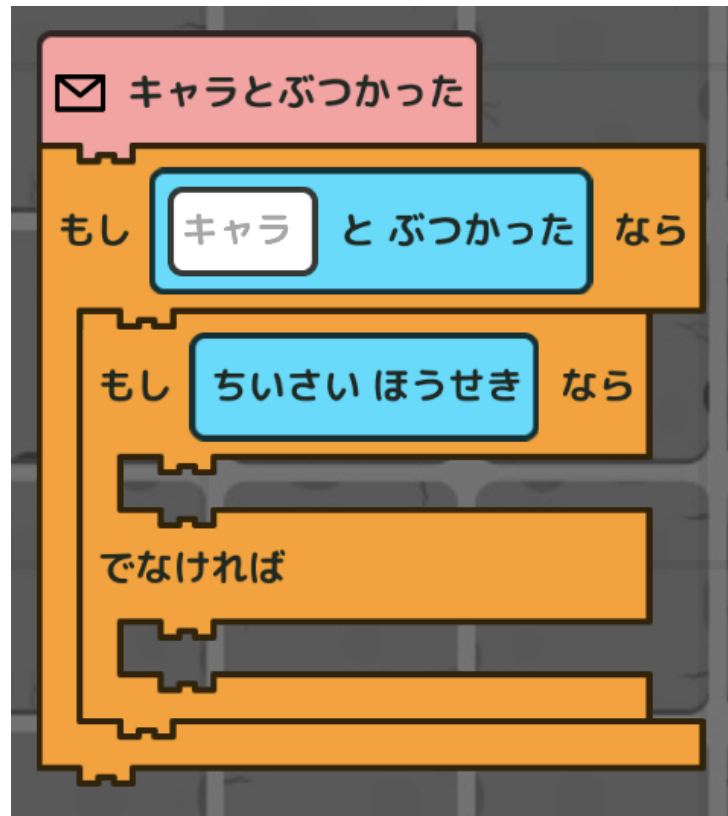 キャラとぶつかった
もし キャラ と ぶつかった なら
もし ちいさい ほうせき なら
でなければ